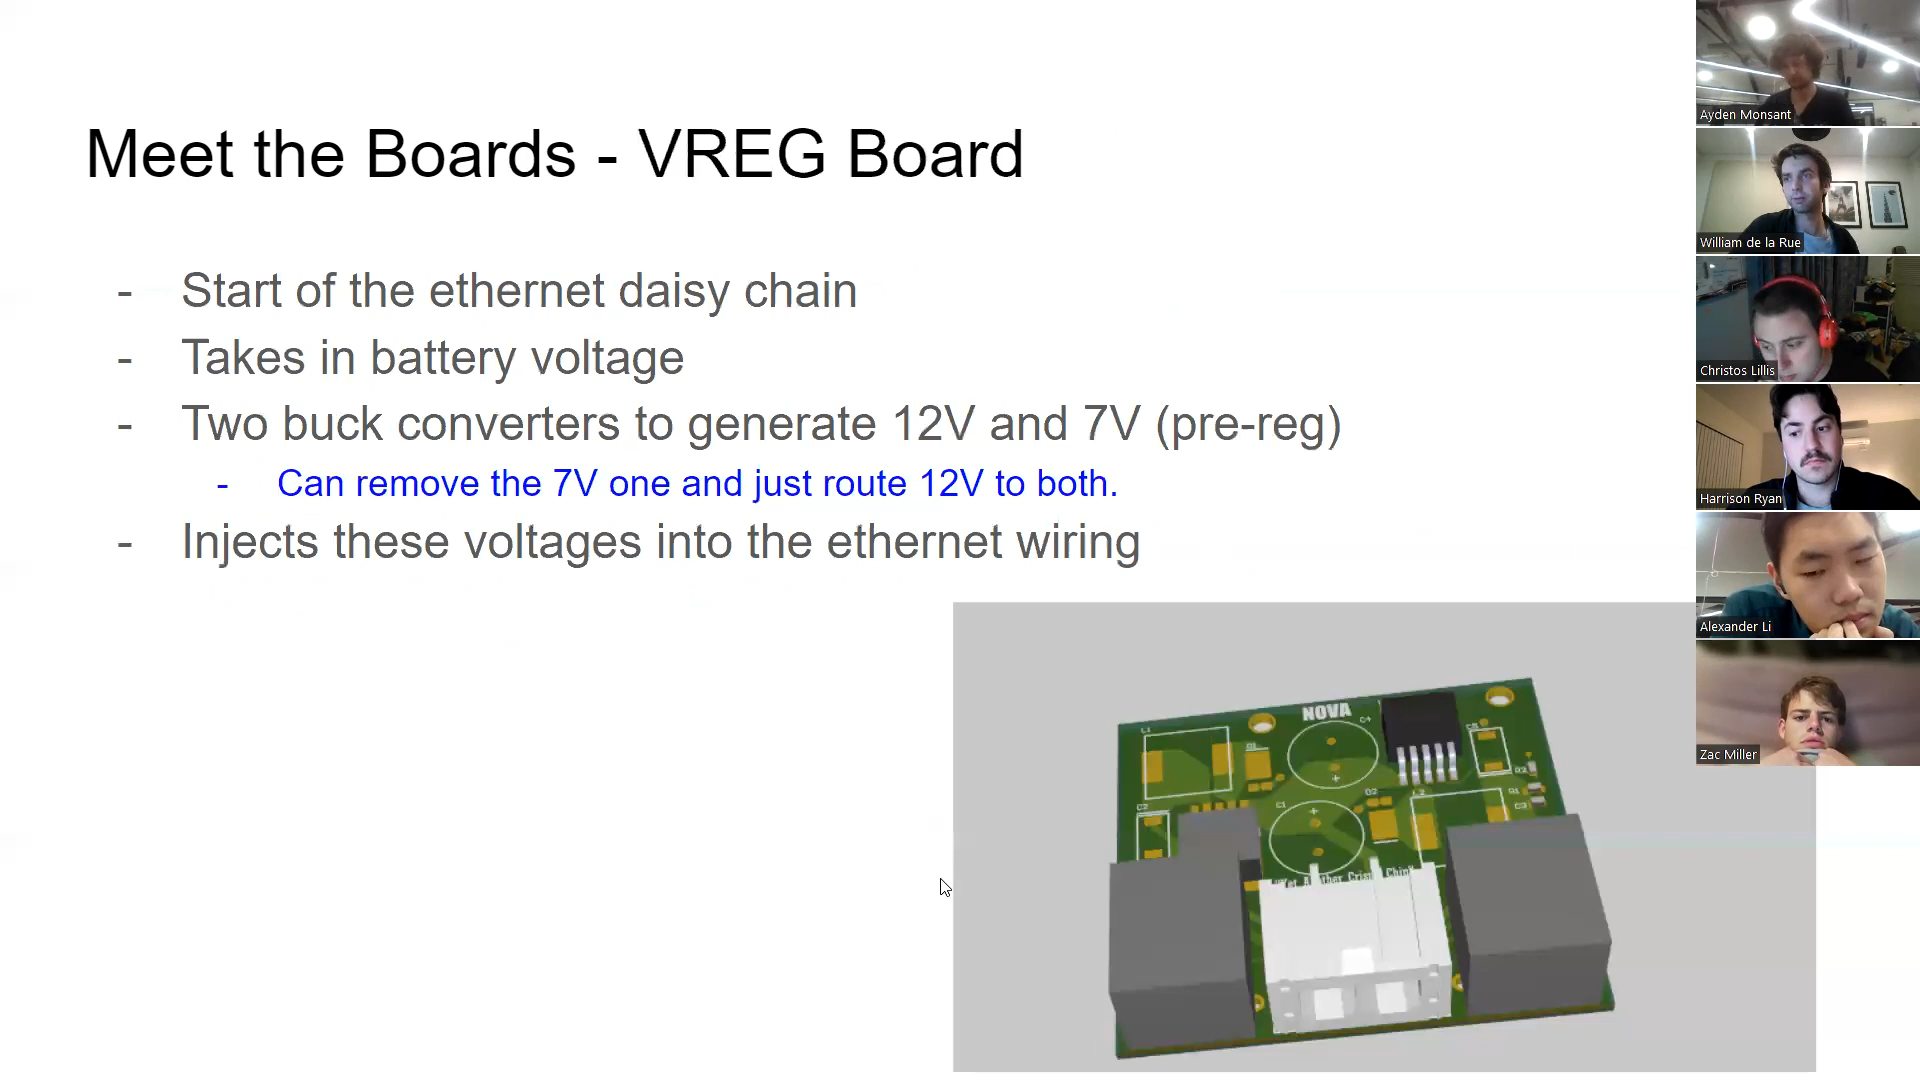 Meet the Boards - VREG Board
- Start of the ethernet daisy chain
- Takes in battery voltage
- Two buck converters to generate 12V and 7V (pre-reg)
- Can remove the 7V one and just route 12V to both.
- Injects these voltages into the ethernet wiring
NOVA
Ayden Monsant
William de la Rue
Christos Lillis
Harrison Ryan
Alexander Li
Zac Miller